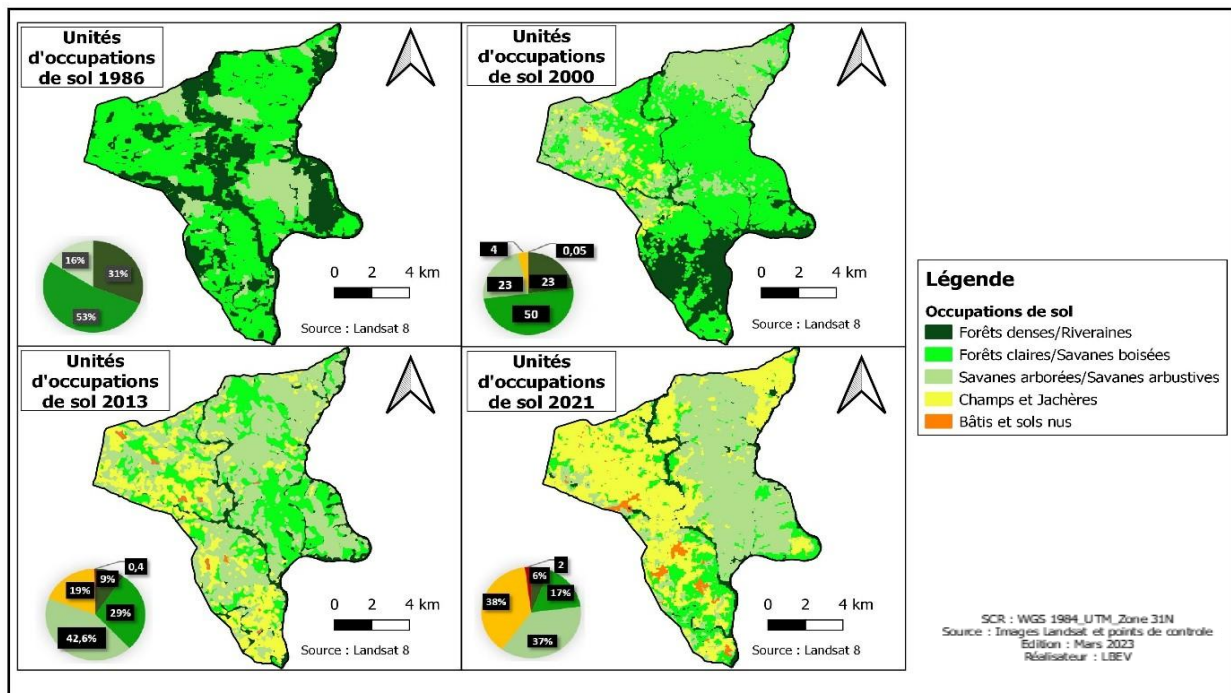 Unités
d'occupations
de sol 1986
16%
31%
53%
0 2 4 km
Source : Landsat 8
Unités
d'occupations
de sol 2000
4
0,05
23
23
50
0 2 4 km
Source : Landsat 8
Unités
d'occupations
de sol 2013
0,4
9%
19%
29%
42,6%
0 2 4 km
Source : Landsat 8
Unités
d'occupations
de sol 2021
2
6%
17%
38%
37%
0 2 4 km
Source : Landsat 8
Légende
Occupations de sol
Forêts denses/Riveraines
Forêts claires/Savanes boisées
Savanes arborées/Savanes arbustives
Champs et Jachères
Bâtis et sols nus
SCR : WGS 1984_UTM_Zone 31N
Source : Images Landsat et points de controle
Edition : Mars 2023
Réalisateur : LBEV